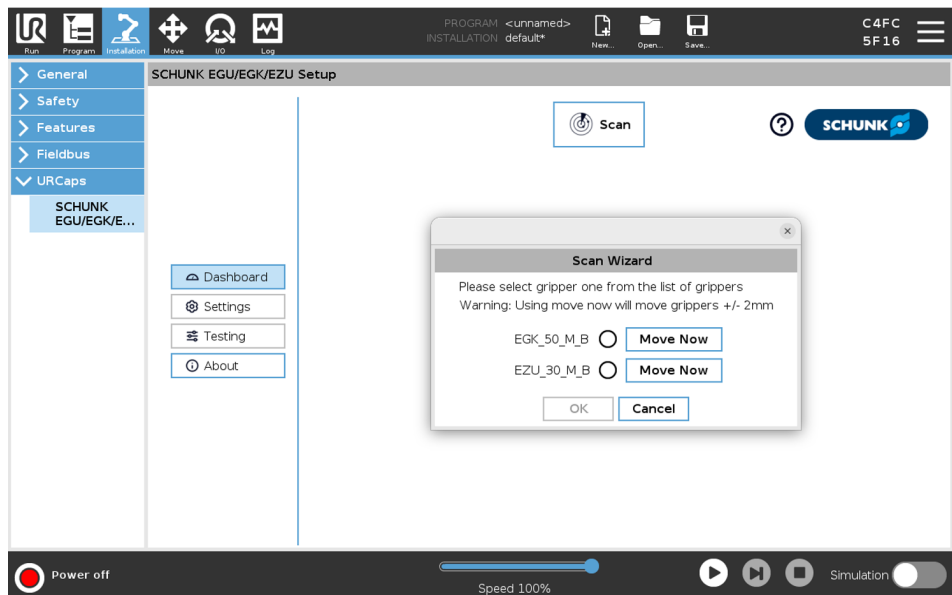 PROGRAM <unnamed>
INSTALLATION default*
Run
Program
Installation
Move
I/O
Log
New...
Open...
Save...
C4FC
5F16
General
Safety
Features
Fieldbus
URCaps
SCHUNK
EGU/EGK/E...
SCHUNK EGU/EGK/EZU Setup
Scan
?
SCHUNK
Dashboard
Settings
Testing
About
Scan Wizard
Please select gripper one from the list of grippers
Warning: Using move now will move grippers +/- 2mm
EGK_50_M_B
Move Now
EZU_30_M_B
Move Now
OK
Cancel
Power off
Speed 100%
Simulation